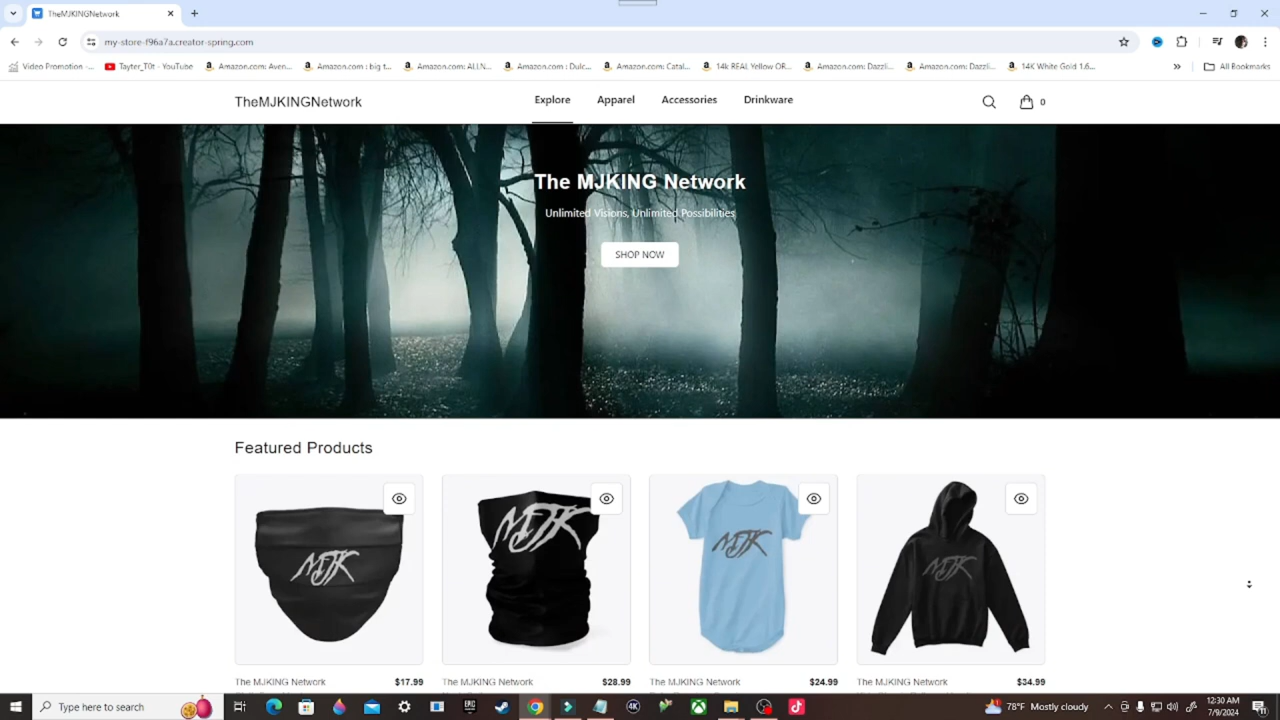 TheMJKINGNetwork
my-store-f96a7a.creator-spring.com
Video Promotion -...
Tayter_T0t - YouTube
Amazon.com: Aven...
Amazon.com : big t...
Amazon.com: ALLN...
Amazon.com : Dulc...
Amazon.com: Catal...
14k REAL Yellow OR...
Amazon.com: Dazzli...
Amazon.com: Dazzli...
14K White Gold 1.6...
All Bookmarks
TheMJKINGNetwork
Explore
Apparel
Accessories
Drinkware
0
The MJKING Network
Unlimited Visions, Unlimited Possibilities
SHOP NOW
Featured Products
MJK
MJK
MJK
MJK
The MJKING Network $17.99
The MJKING Network $28.99
The MJKING Network $24.99
The MJKING Network $34.99
Type here to search
EPIC
4K
78°F Mostly cloudy
12:30 AM
7/9/2024